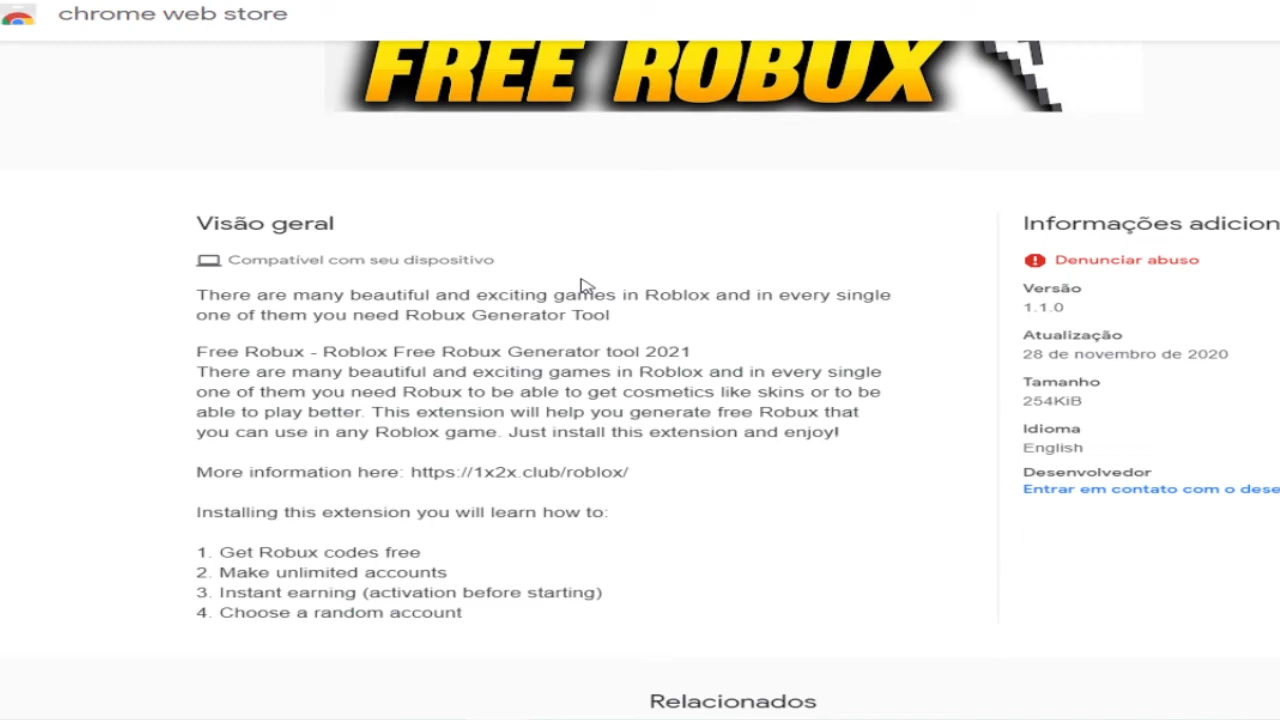 chrome web store
FREE ROBUX
Visão geral
Compatível com seu dispositivo
There are many beautiful and exciting games in Roblox and in every single
one of them you need Robux Generator Tool
Free Robux - Roblox Free Robux Generator tool 2021
There are many beautiful and exciting games in Roblox and in every single
one of them you need Robux to be able to get cosmetics like skins or to be
able to play better. This extension will help you generate free Robux that
you can use in any Roblox game. Just install this extension and enjoy!
More information here: https://1x2x.club/roblox/
Installing this extension you will learn how to:
1. Get Robux codes free
2. Make unlimited accounts
3. Instant earning (activation before starting)
4. Choose a random account
Informações adicion
Denunciar abuso
Versão
1.1.0
Atualização
28 de novembro de 2020
Tamanho
254KiB
Idioma
English
Desenvolvedor
Entrar em contato com o dese
Relacionados